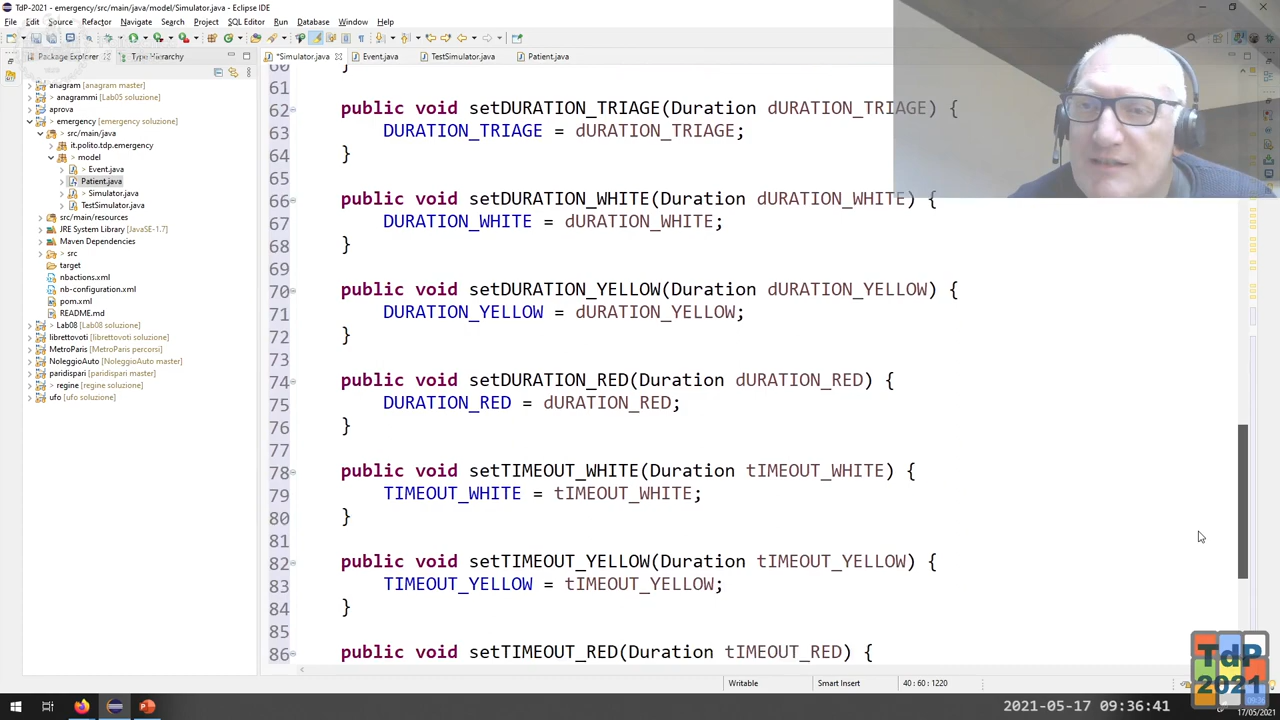 TdP-2021 - emergency/src/main/java/model/Simulator.java - Eclipse IDE
File Edit Source Refactor Navigate Search Project SQL Editor Run Database Window Help
Package Explorer Type Hierarchy
*Simulator.java Event.java TestSimulator.java Patient.java
anagram [anagram master]
> anagrammi [Lab05 soluzione]
aprova
> emergency [emergency soluzione]
> src/main/java
> it.polito.tdp.emergency
> model
> Event.java
Patient.java
> Simulator.java
TestSimulator.java
src/main/resources
JRE System Library [JavaSE-1.7]
Maven Dependencies
> src
target
nbactions.xml
nb-configuration.xml
pom.xml
README.md
> Lab08 [Lab08 soluzione]
librettovoti [librettovoti soluzione]
MetroParis [MetroParis percorsi]
NoleggioAuto [NoleggioAuto master]
paridispari [paridispari master]
> regine [regine soluzione]
ufo [ufo soluzione]
60 }
61
62 public void setDURATION_TRIAGE(Duration dURATION_TRIAGE) {
63 DURATION_TRIAGE = dURATION_TRIAGE;
64 }
65
66 public void setDURATION_WHITE(Duration dURATION_WHITE) {
67 DURATION_WHITE = dURATION_WHITE;
68 }
69
70 public void setDURATION_YELLOW(Duration dURATION_YELLOW) {
71 DURATION_YELLOW = dURATION_YELLOW;
72 }
73
74 public void setDURATION_RED(Duration dURATION_RED) {
75 DURATION_RED = dURATION_RED;
76 }
77
78 public void setTIMEOUT_WHITE(Duration tIMEOUT_WHITE) {
79 TIMEOUT_WHITE = tIMEOUT_WHITE;
80 }
81
82 public void setTIMEOUT_YELLOW(Duration tIMEOUT_YELLOW) {
83 TIMEOUT_YELLOW = tIMEOUT_YELLOW;
84 }
85
86 public void setTIMEOUT_RED(Duration tIMEOUT_RED) {
Writable Smart Insert 40 : 60 : 1220
TdP
2021
2021-05-17 09:36:41
17/05/2021